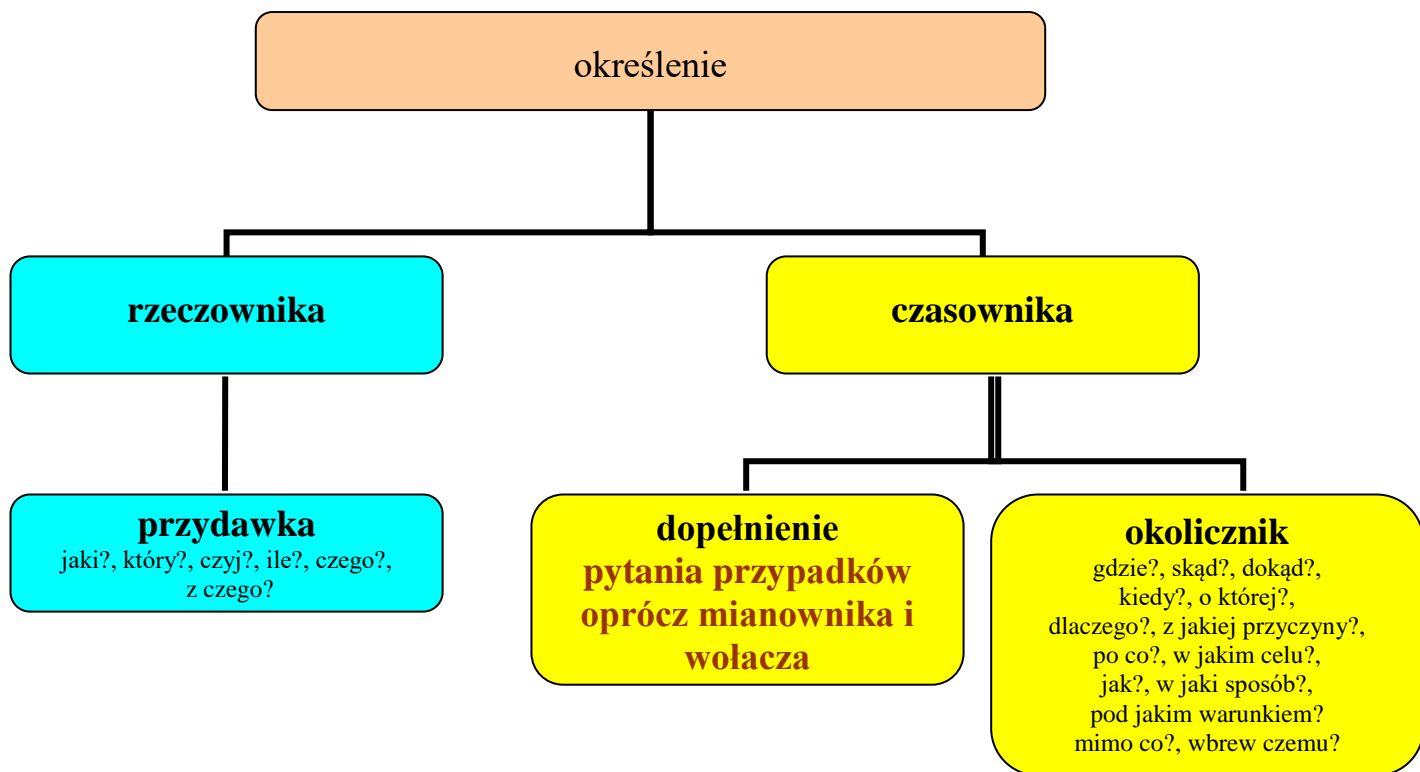 określenie
rzeczownika
czasownika
przydawka
jaki?, który?, czyj?, ile?, czego?,
z czego?
dopełnienie
pytania przypadków
oprócz mianownika i
wołacza
okolicznik
gdzie?, skąd?, dokąd?,
kiedy?, o której?,
dlaczego?, z jakiej przyczyny?,
po co?, w jakim celu?,
jak?, w jaki sposób?,
pod jakim warunkiem?
mimo co?, wbrew czemu?